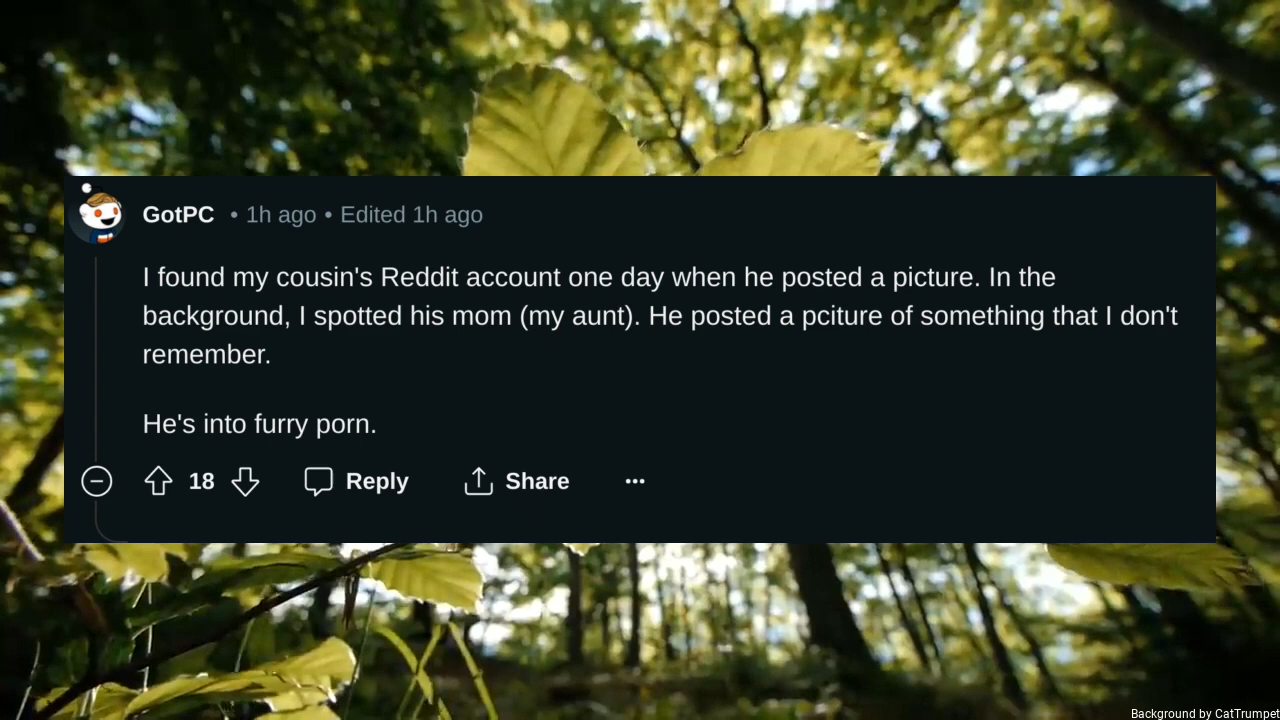 GotPC • 1h ago • Edited 1h ago
I found my cousin's Reddit account one day when he posted a picture. In the
background, I spotted his mom (my aunt). He posted a pciture of something that I don't
remember.
He's into furry porn.
18 Reply Share ...
Background by CatTrumpet